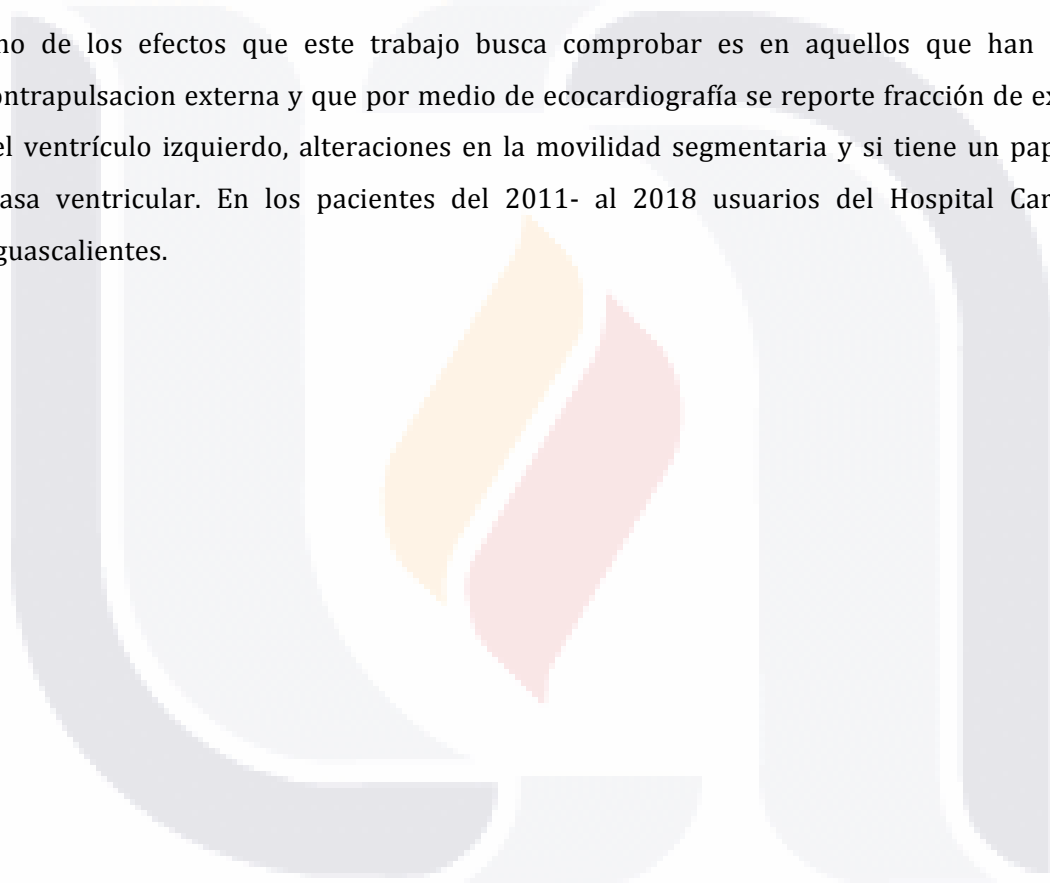 no de los efectos que este trabajo busca comprobar es en aquellos que han
ontrapulsacion externa y que por medio de ecocardiografía se reporte fracción de ex
el ventrículo izquierdo, alteraciones en la movilidad segmentaria y si tiene un pap
asa ventricular. En los pacientes del 2011- al 2018 usuarios del Hospital Car
guascalientes.